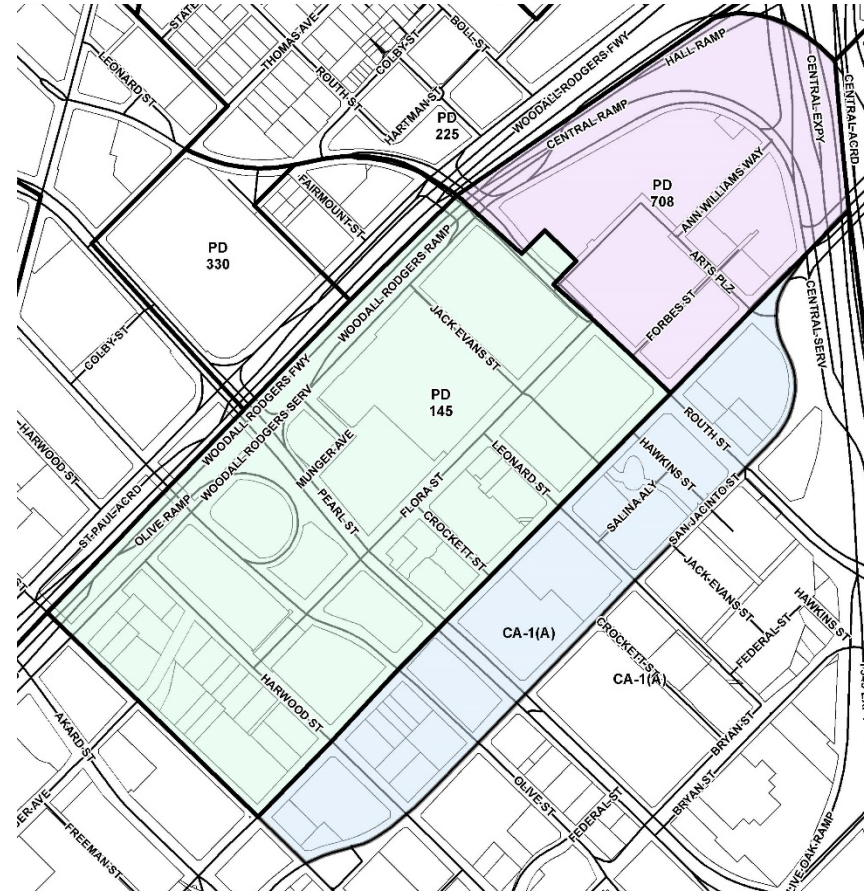 STATE
THOMAS AVE
COLBY ST
BOLL ST
LEONARD ST
ROUTH ST
HARTMAN ST
PD
225
WOODALL RODGERS FWY
HALL RAMP
CENTRAL RAMP
CENTRAL EXPY
CENTRAL ACRD
FAIRMOUNT ST
PD
708
ANN WILLIAMS WAY
PD
330
WOODALL RODGERS RAMP
ARTS PLZ
FORBES ST
CENTRAL SERV
COLBY ST
JACK EVANS ST
WOODALL RODGERS FWY
WOODALL RODGERS SERV
PD
145
HARWOOD ST
MUNGER AVE
ROUTH ST
ST PAUL ACRD
OLIVE RAMP
PEARL ST
FLORA ST
LEONARD ST
HAWKINS ST
SALINA ALY
SAN JACINTO ST
CROCKETT ST
JACK EVANS ST
HAWKINS ST
CA-1(A)
CROCKETT ST
FEDERAL ST
CA-1(A)
HARWOOD ST
AKARD ST
BRYAN ST
OLIVE ST
FEDERAL ST
BRYAN ST
FREEMAN ST